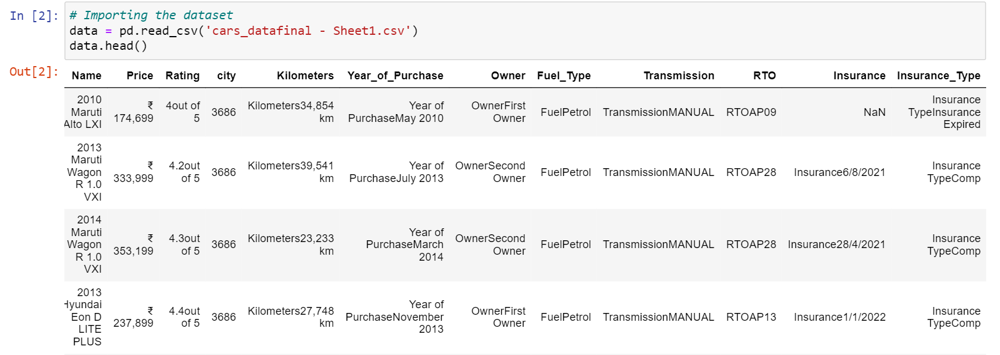 In [2]:
# Importing the dataset
data = pd.read_csv('cars_datafinal - Sheet1.csv')
data.head()
Out[2]:
Name Price Rating city Kilometers Year_of_Purchase Owner Fuel_Type Transmission RTO Insurance Insurance_Type
2010 Maruti Alto LXI ₹ 174,699 4out of 5 3686 Kilometers34,854 km Year of PurchaseMay 2010 OwnerFirst Owner FuelPetrol TransmissionMANUAL RTOAP09 NaN Insurance TypeInsurance Expired
2013 Maruti Wagon R 1.0 VXI ₹ 333,999 4.2out of 5 3686 Kilometers39,541 km Year of PurchaseJuly 2013 OwnerSecond Owner FuelPetrol TransmissionMANUAL RTOAP28 Insurance6/8/2021 Insurance TypeComp
2014 Maruti Wagon R 1.0 VXI ₹ 353,199 4.3out of 5 3686 Kilometers23,233 km Year of PurchaseMarch 2014 OwnerSecond Owner FuelPetrol TransmissionMANUAL RTOAP28 Insurance28/4/2021 Insurance TypeComp
2013 Hyundai Eon D LITE PLUS ₹ 237,899 4.4out of 5 3686 Kilometers27,748 km Year of PurchaseNovember 2013 OwnerFirst Owner FuelPetrol TransmissionMANUAL RTOAP13 Insurance1/1/2022 Insurance TypeComp